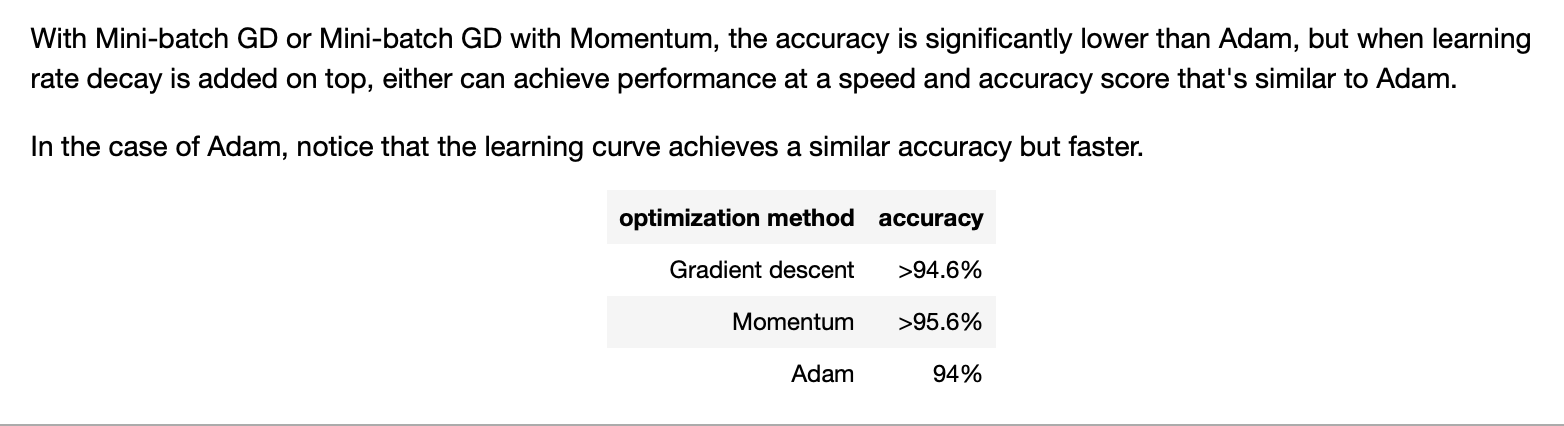 With Mini-batch GD or Mini-batch GD with Momentum, the accuracy is significantly lower than Adam, but when learning
rate decay is added on top, either can achieve performance at a speed and accuracy score that's similar to Adam.
In the case of Adam, notice that the learning curve achieves a similar accuracy but faster.
optimization method accuracy
Gradient descent >94.6%
Momentum >95.6%
Adam 94%